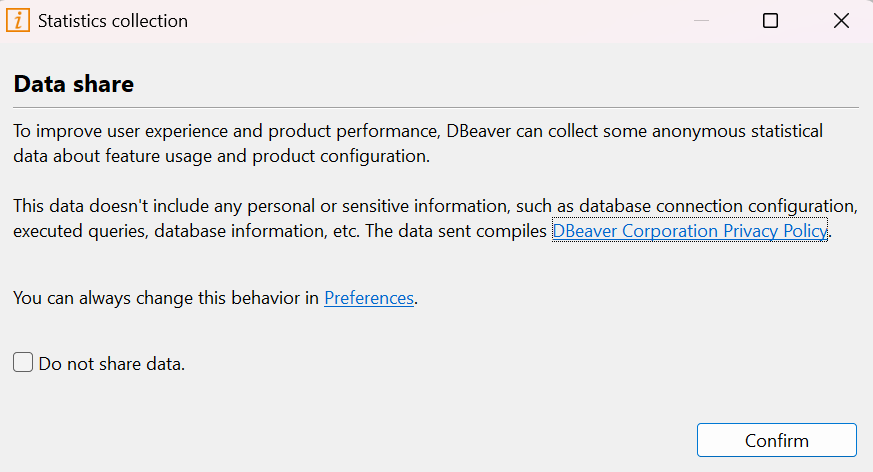 Statistics collection
Data share
To improve user experience and product performance, DBeaver can collect some anonymous statistical
data about feature usage and product configuration.
This data doesn't include any personal or sensitive information, such as database connection configuration,
executed queries, database information, etc. The data sent compiles DBeaver Corporation Privacy Policy.
You can always change this behavior in Preferences.
Do not share data.
Confirm